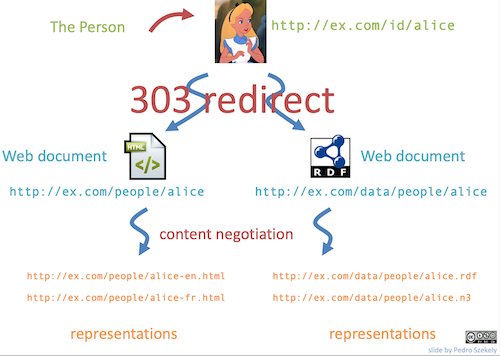 The Person
http://ex.com/id/alice
303 redirect
HTML
Web document
RDF
Web document
http://ex.com/people/alice
http://ex.com/data/people/alice
content negotiation
http://ex.com/people/alice-en.html
http://ex.com/data/people/alice.rdf
http://ex.com/people/alice-fr.html
http://ex.com/data/people/alice.n3
representations
representations
slide by Pedro Szekely